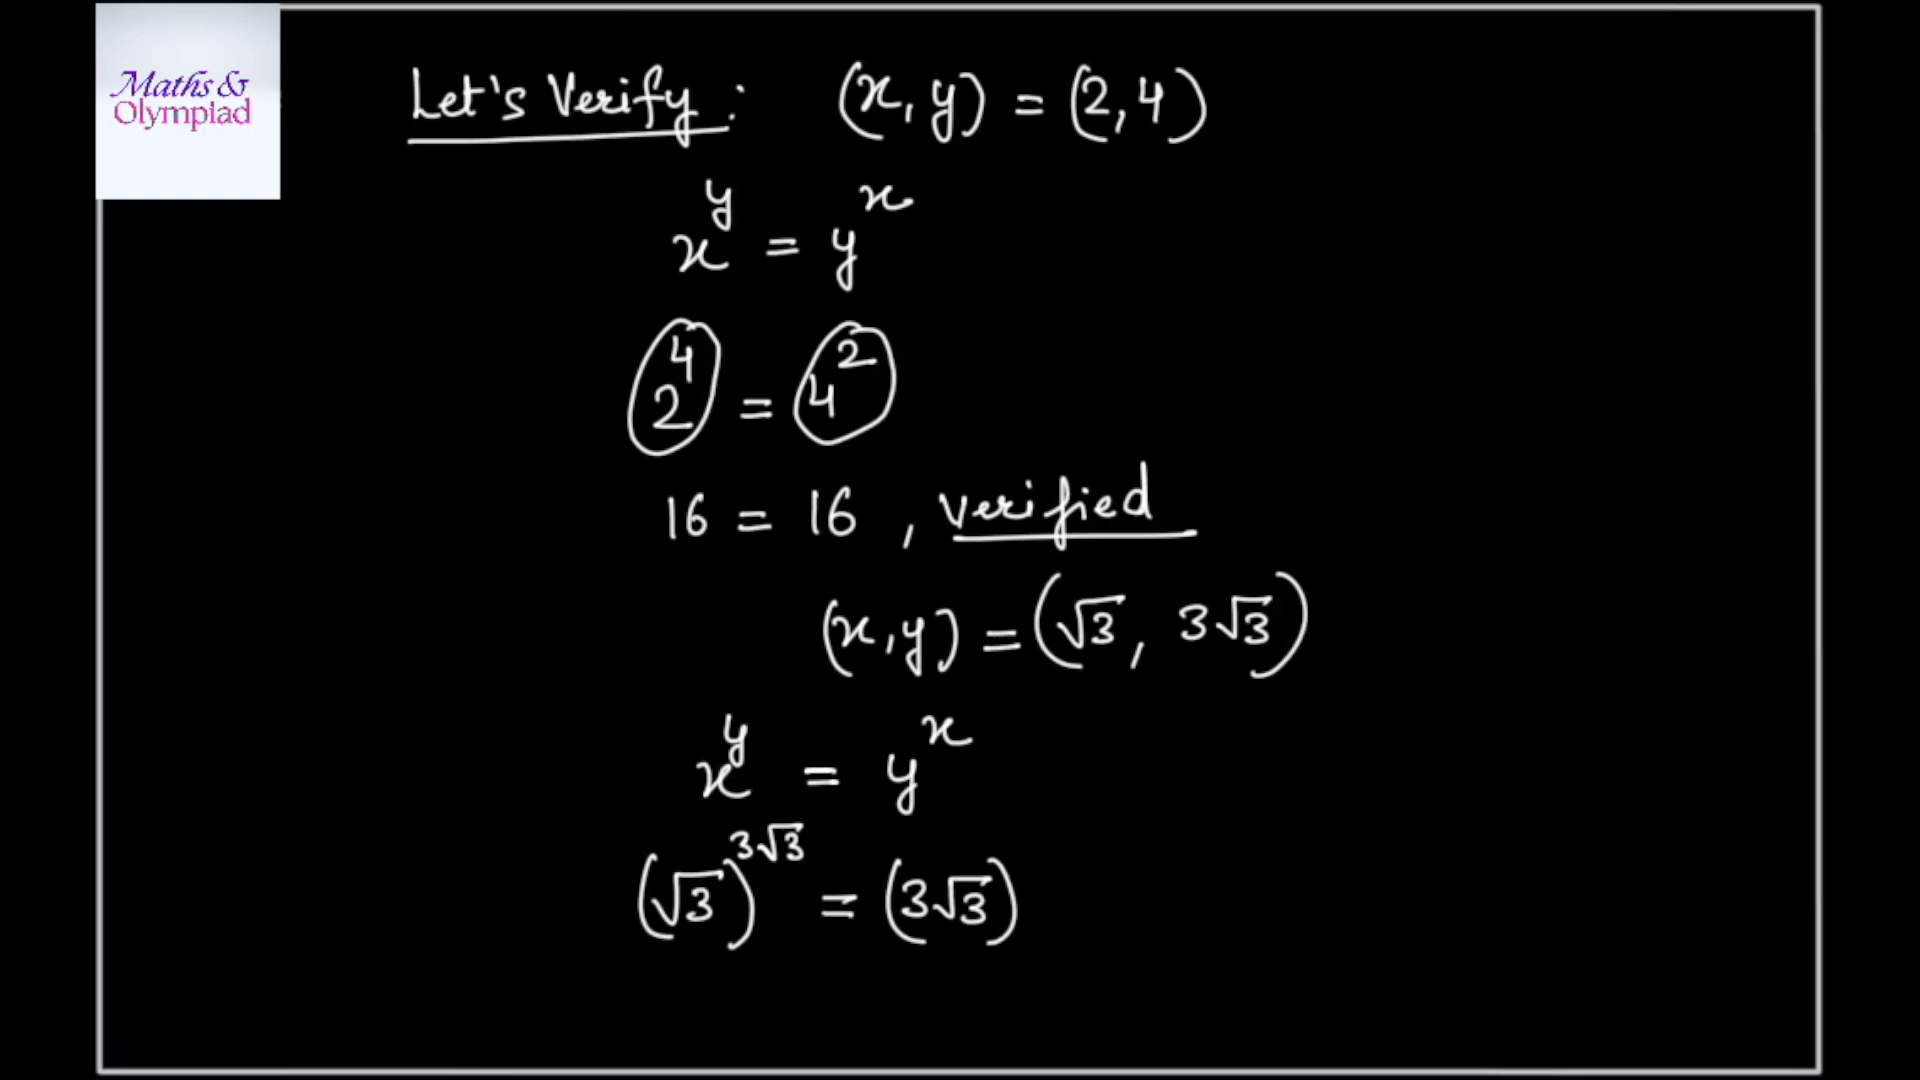 Maths &
Olympiad
Let's Verify: (x, y) = (2, 4)
x^y = y^x
2^4 = 4^2
16 = 16, verified
(x, y) = (√3, 3√3)
x^y = y^x
(√3)^3√3 = (3√3)